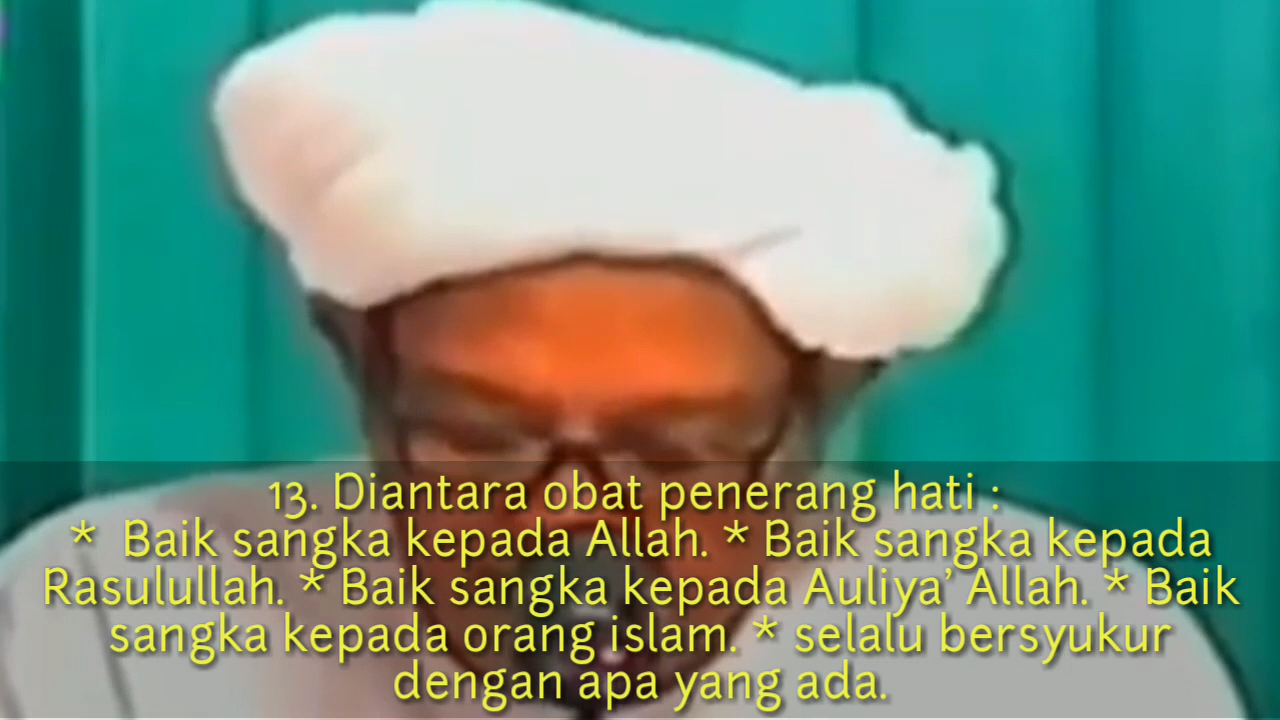 13. Diantara obat penerang hati :
* Baik sangka kepada Allah. * Baik sangka kepada
Rasulullah. * Baik sangka kepada Auliya’ Allah. * Baik
sangka kepada orang islam. * selalu bersyukur
dengan apa yang ada.